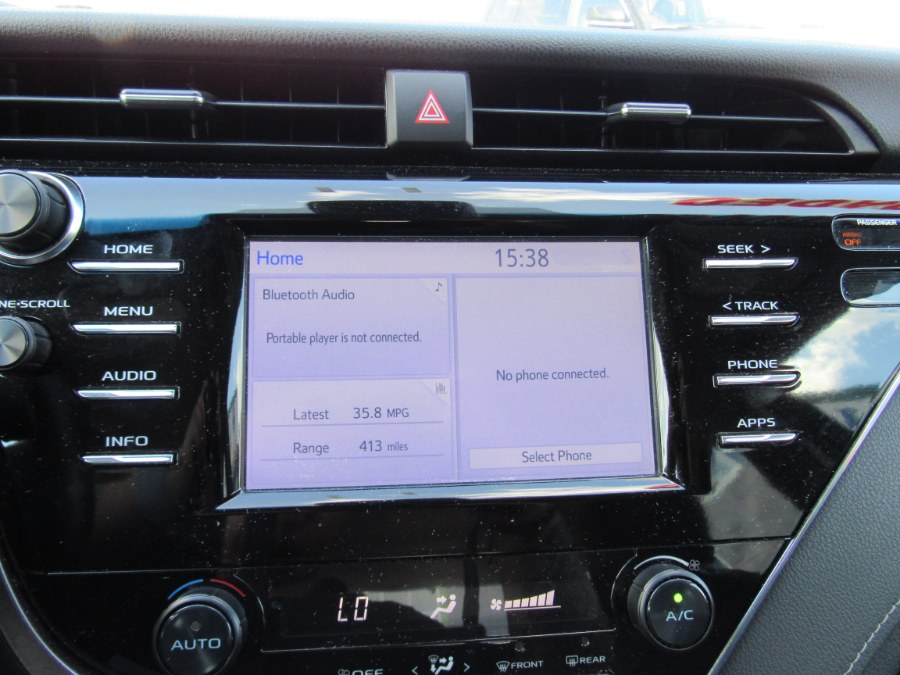 PASSENGER
OFF
HOME
SEEK >
NE•SCROLL
< TRACK
MENU
PHONE
AUDIO
APPS
INFO
Home 15:38
Bluetooth Audio
Portable player is not connected.
No phone connected.
Latest 35.8 MPG
Range 413 miles
Select Phone
AUTO
LO
A/C
OFF
< >
FRONT
REAR